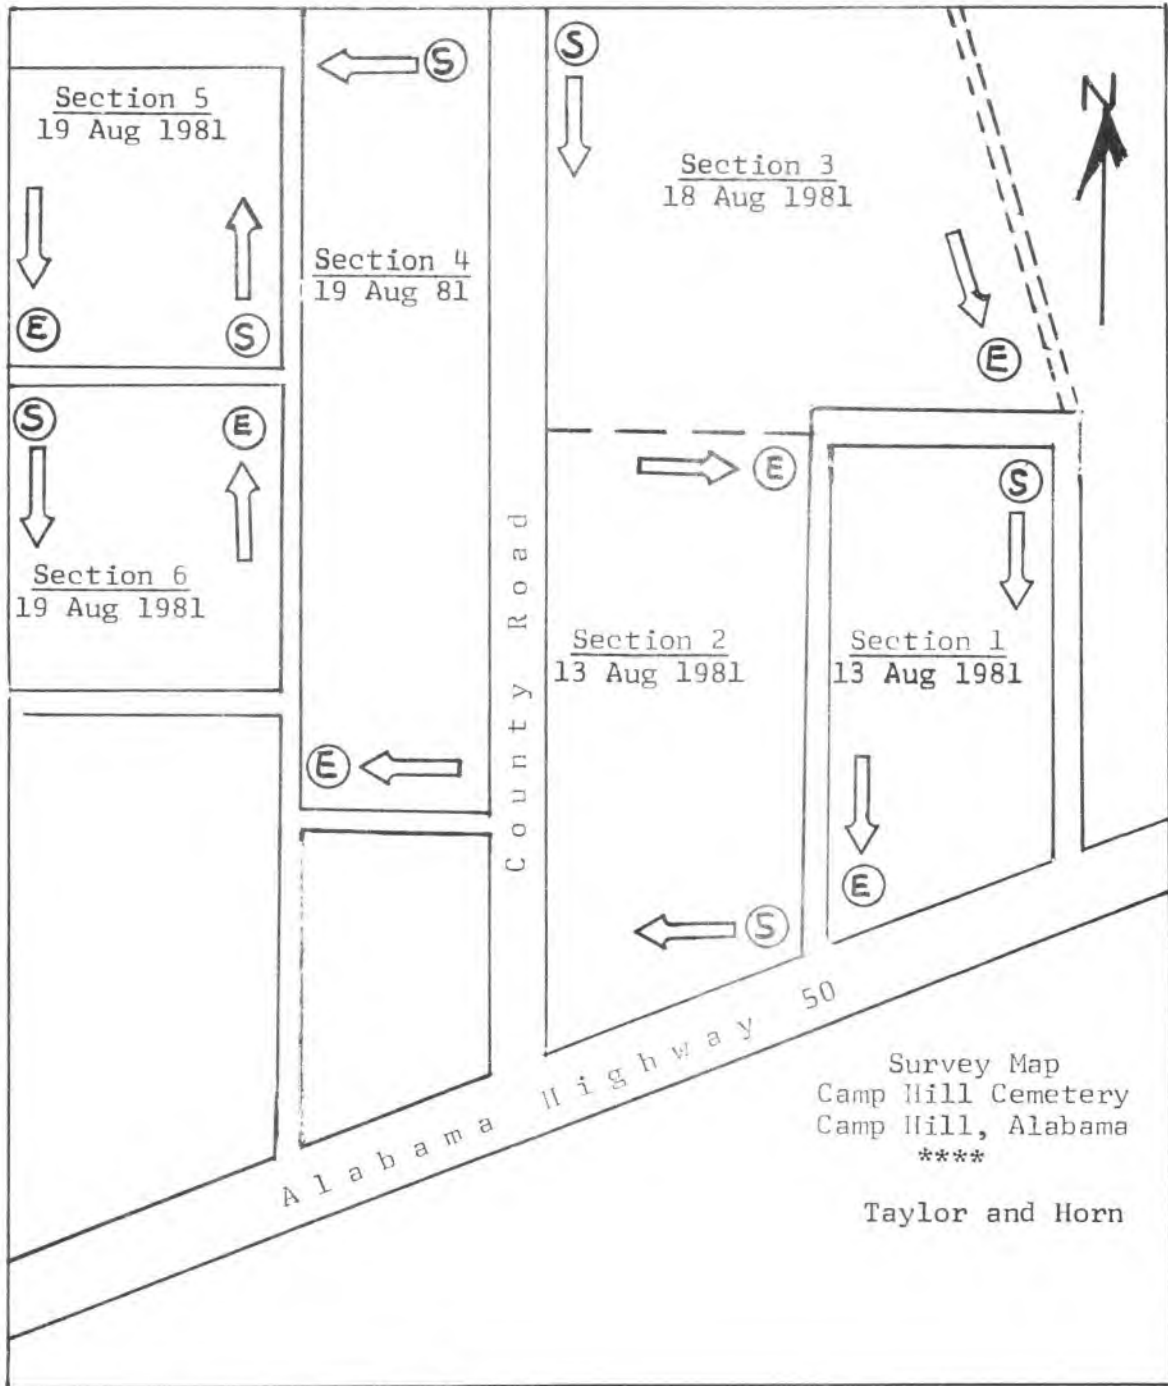 S
S
N
Section 5
19 Aug 1981
Section 3
18 Aug 1981
Section 4
19 Aug 81
E
S
E
S
E
E
S
Section 6
19 Aug 1981
County Road
Section 2
13 Aug 1981
Section 1
13 Aug 1981
E
E
S
Alabama Highway 50
Survey Map
Camp Hill Cemetery
Camp Hill, Alabama
****
Taylor and Horn